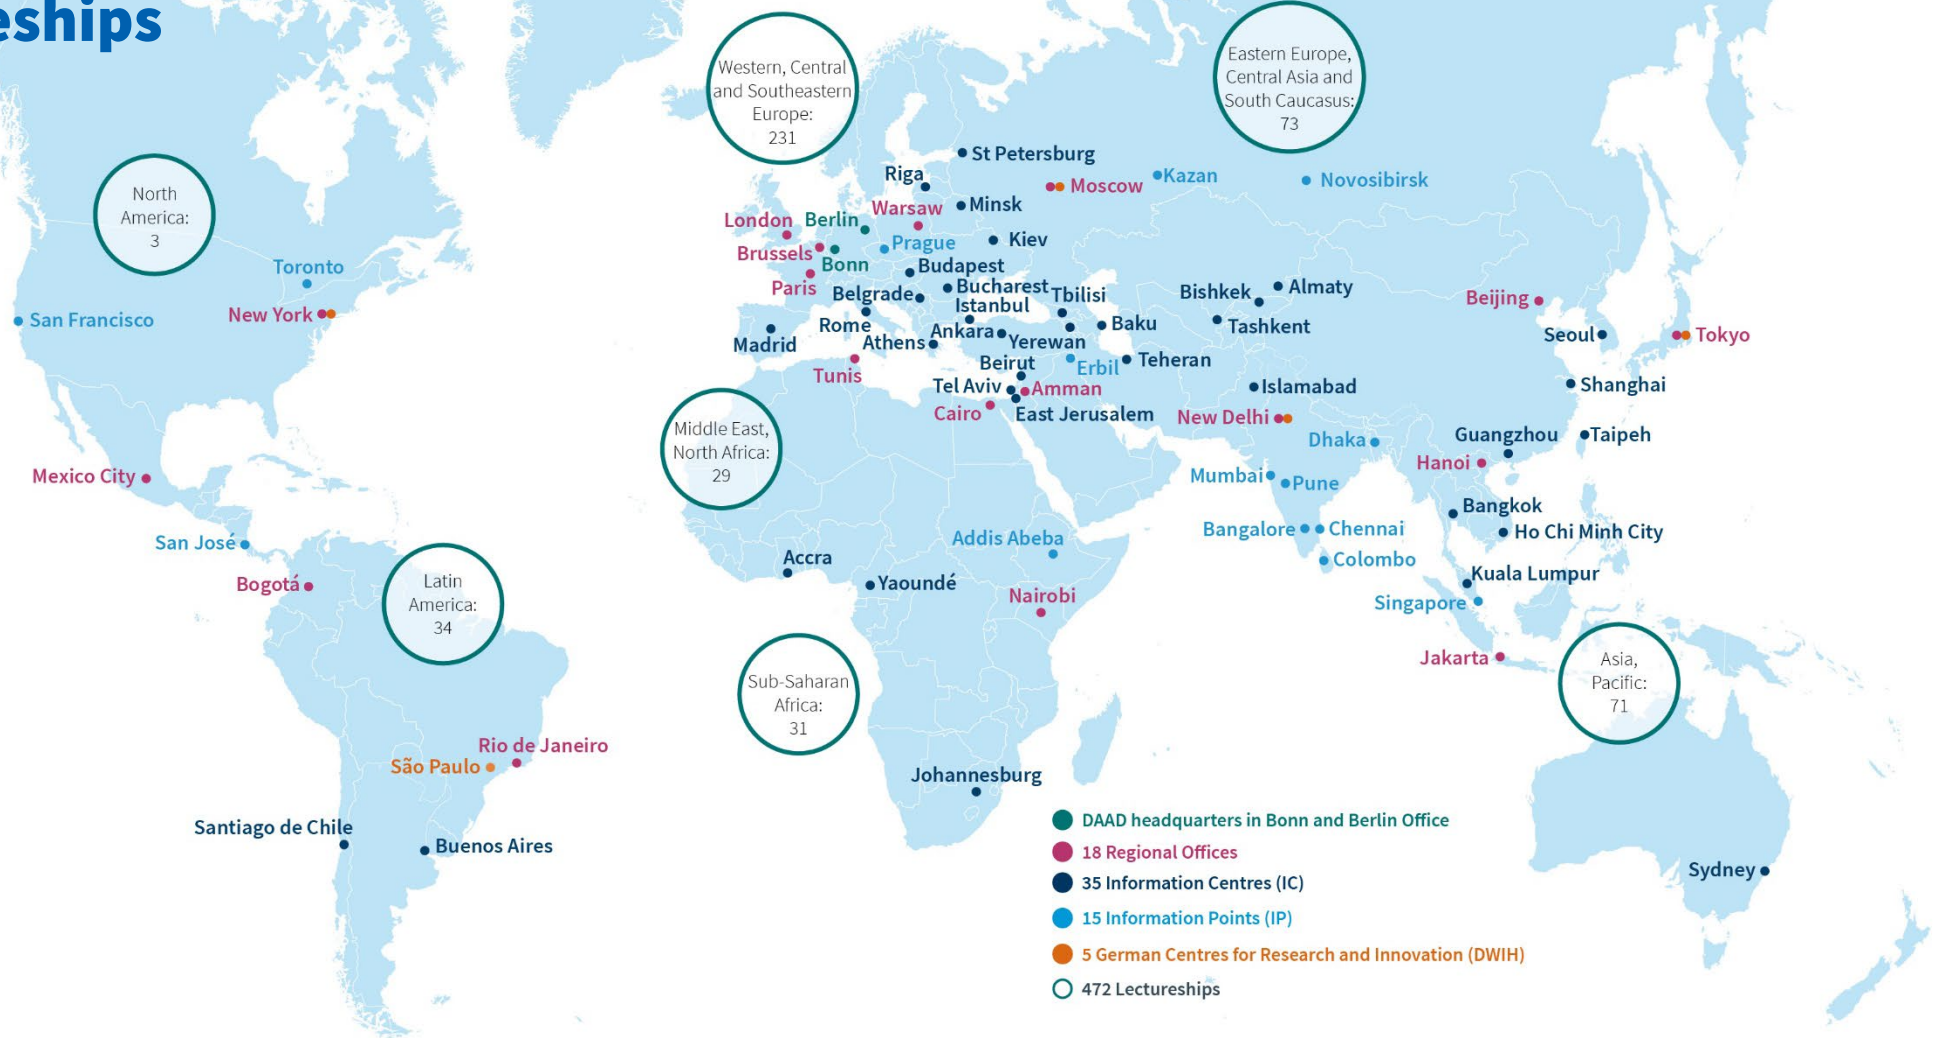 eships
Western, Central
and Southeastern
Europe:
231
Eastern Europe,
Central Asia and
South Caucasus:
73
North
America:
3
St Petersburg
Riga
Moscow
Kazan
Novosibirsk
Warsaw
Minsk
London
Berlin
Brussels
Prague
Kiev
Bonn
Budapest
Toronto
Paris
Belgrade
Bucharest
Istanbul
Tbilisi
Bishkek
Almaty
Beijing
San Francisco
New York
Rome
Ankara
Baku
Tashkent
Madrid
Athens
Yerewan
Seoul
Tokyo
Tunis
Beirut
Erbil
Teheran
Tel Aviv
Amman
Islamabad
Shanghai
Cairo
East Jerusalem
New Delhi
Middle East,
North Africa:
29
Dhaka
Guangzhou
Taipeh
Hanoi
Mexico City
Mumbai
Pune
Bangkok
San José
Addis Abeba
Bangalore
Chennai
Ho Chi Minh City
Accra
Colombo
Bogotá
Latin
America:
34
Yaoundé
Kuala Lumpur
Nairobi
Singapore
Sub-Saharan
Africa:
31
Jakarta
Asia,
Pacific:
71
Rio de Janeiro
São Paulo
Johannesburg
Santiago de Chile
Buenos Aires
Sydney
DAAD headquarters in Bonn and Berlin Office
18 Regional Offices
35 Information Centres (IC)
15 Information Points (IP)
5 German Centres for Research and Innovation (DWIH)
472 Lectureships